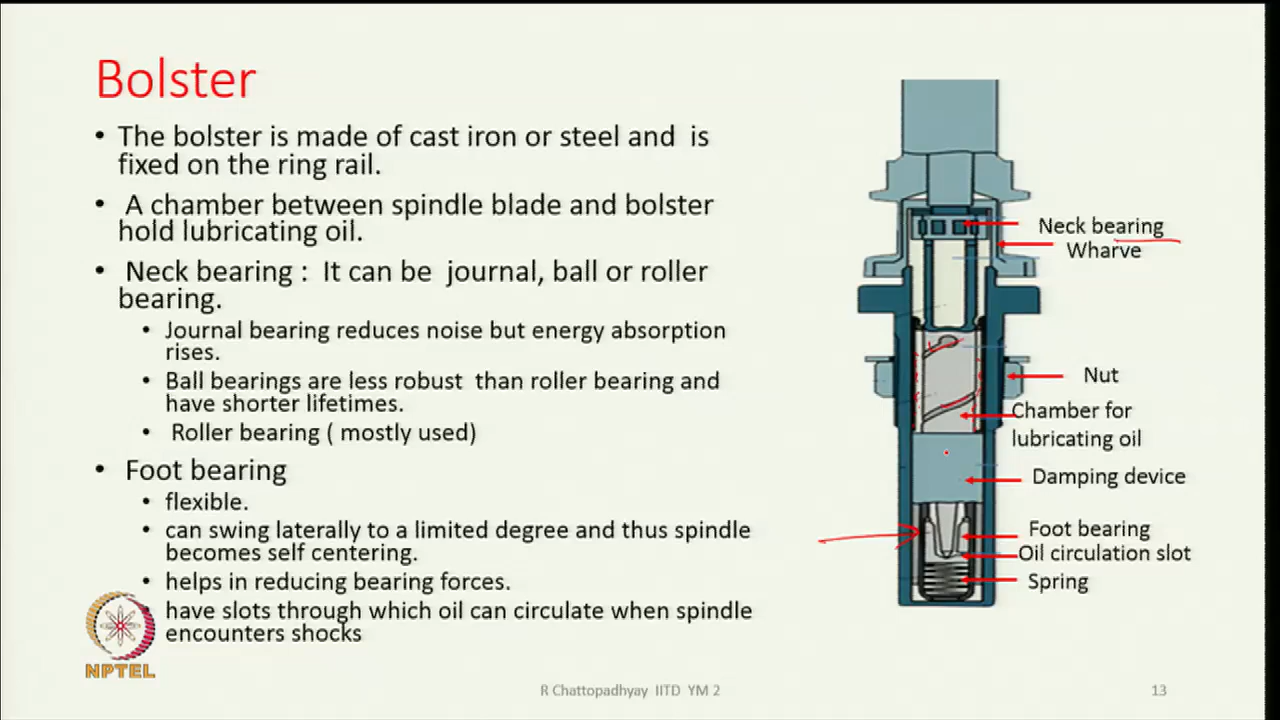 Bolster
• The bolster is made of cast iron or steel and is
fixed on the ring rail.
• A chamber between spindle blade and bolster
hold lubricating oil.
• Neck bearing : It can be journal, ball or roller
bearing.
• Journal bearing reduces noise but energy absorption
rises.
• Ball bearings are less robust than roller bearing and
have shorter lifetimes.
• Roller bearing ( mostly used)
• Foot bearing
• flexible.
• can swing laterally to a limited degree and thus spindle
becomes self centering.
• helps in reducing bearing forces.
have slots through which oil can circulate when spindle
encounters shocks
Neck bearing
Wharve
Nut
Chamber for
lubricating oil
Damping device
Foot bearing
Oil circulation slot
Spring
NPTEL
R Chattopadhyay IITD YM 2
13